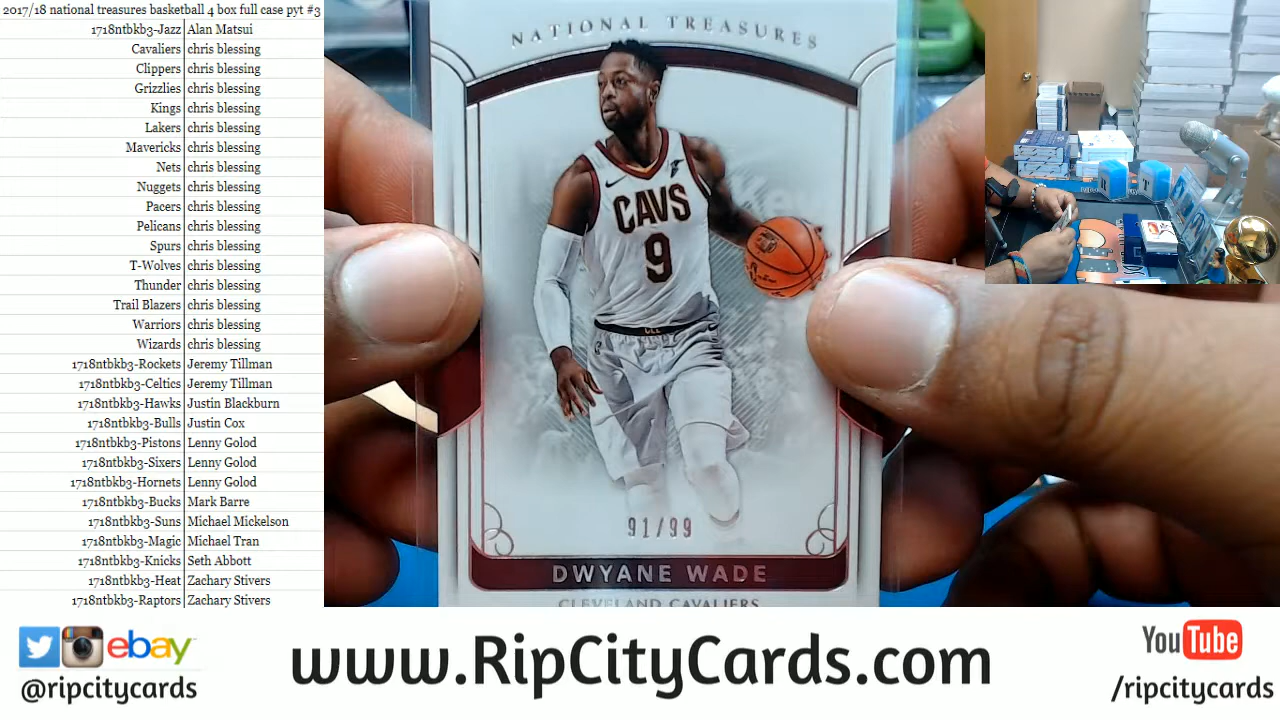 2017/18 national treasures basketball 4 box full case pyt #3
1718ntbkb3-Jazz Alan Matsui
Cavaliers chris blessing
Clippers chris blessing
Grizzlies chris blessing
Kings chris blessing
Lakers chris blessing
Mavericks chris blessing
Nets chris blessing
Nuggets chris blessing
Pacers chris blessing
Pelicans chris blessing
Spurs chris blessing
T-Wolves chris blessing
Thunder chris blessing
Trail Blazers chris blessing
Warriors chris blessing
Wizards chris blessing
1718ntbkb3-Rockets Jeremy Tillman
1718ntbkb3-Celtics Jeremy Tillman
1718ntbkb3-Hawks Justin Blackburn
1718ntbkb3-Bulls Justin Cox
1718ntbkb3-Pistons Lenny Golod
1718ntbkb3-Sixers Lenny Golod
1718ntbkb3-Hornets Lenny Golod
1718ntbkb3-Bucks Mark Barre
1718ntbkb3-Suns Michael Mickelson
1718ntbkb3-Magic Michael Tran
1718ntbkb3-Knicks Seth Abbott
1718ntbkb3-Heat Zachary Stivers
1718ntbkb3-Raptors Zachary Stivers
NATIONAL TREASURES
CAVS
9
CLE
91/99
DWYANE WADE
CLEVELAND CAVALIERS
ebay
@ripcitycards
www.RipCityCards.com
YouTube
/ripcitycards